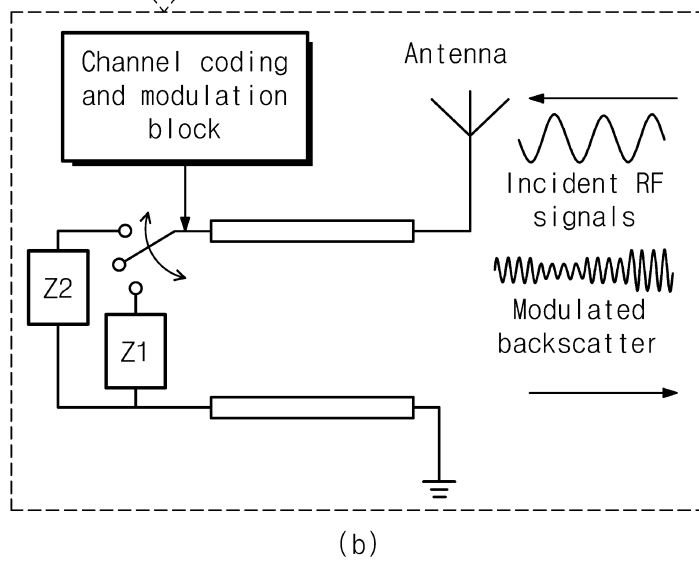 Channel coding
and modulation
block
Antenna
Incident RF
signals
Z2
Z1
Modulated
backscatter
(b)